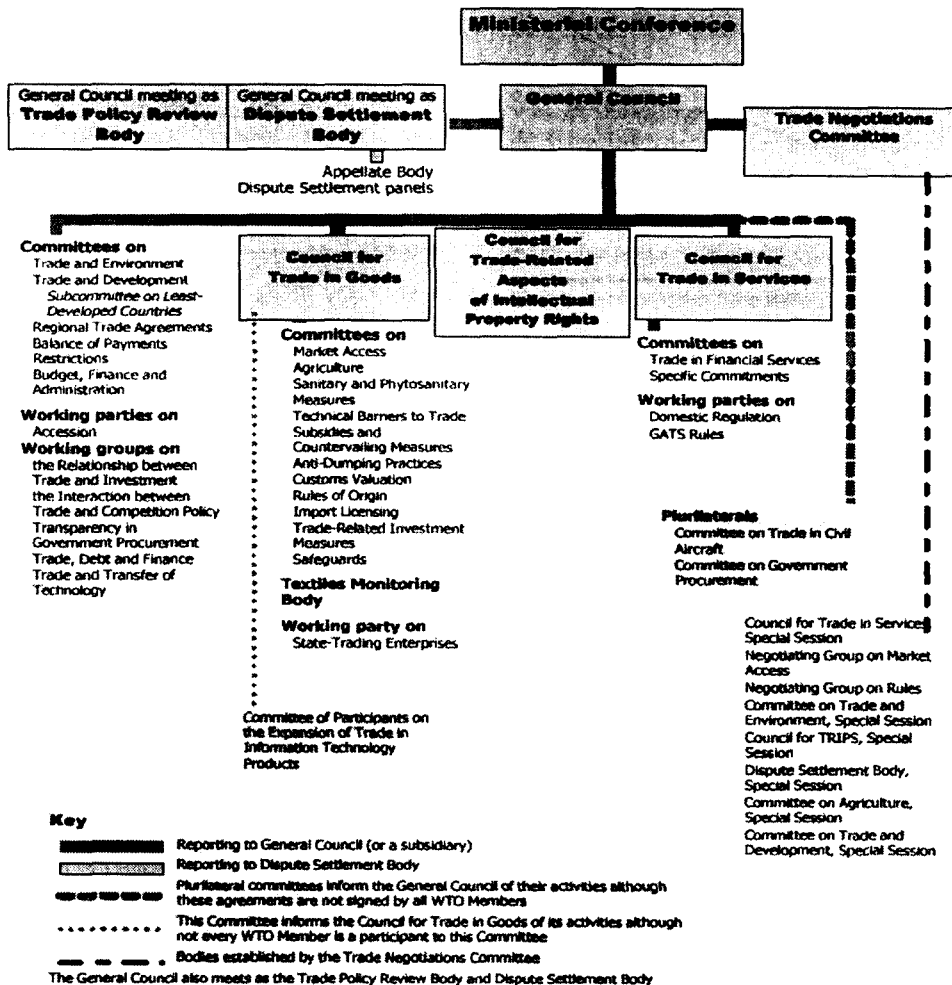 Ministerial Conference
General Council meeting as
Trade Policy Review
Body
General Council meeting as
Dispute Settlement
Body
General Council
Trade Negotiations
Committee
Appellate Body
Dispute Settlement panels
Committees on
Trade and Environment
Trade and Development
Subcommittee on Least-
Developed Countries
Regional Trade Agreements
Balance of Payments
Restrictions
Budget, Finance and
Administration
Working parties on
Accession
Working groups on
the Relationship between
Trade and Investment
the Interaction between
Trade and Competition Policy
Transparency in
Government Procurement
Trade, Debt and Finance
Trade and Transfer of
Technology
Council for
Trade in Goods
Committees on
Market Access
Agriculture
Sanitary and Phytosanitary
Measures
Technical Barriers to Trade
Subsidies and
Countervailing Measures
Anti-Dumping Practices
Customs Valuation
Rules of Origin
Import Licensing
Trade-Related Investment
Measures
Safeguards
Textiles Monitoring
Body
Working party on
State-Trading Enterprises
Committee of Participants on
the Expansion of Trade in
Information Technology
Products
Council for
Trade-Related
Aspects
of Intellectual
Property Rights
Council for
Trade in Services
Committees on
Trade in Financial Services
Specific Commitments
Working parties on
Domestic Regulation
GATS Rules
Plurilaterals
Committee on Trade in Civil
Aircraft
Committee on Government
Procurement
Council for Trade in Services,
Special Session
Negotiating Group on Market
Access
Negotiating Group on Rules
Committee on Trade and
Environment, Special Session
Council for TRIPS, Special
Session
Dispute Settlement Body,
Special Session
Committee on Agriculture,
Special Session
Committee on Trade and
Development, Special Session
Key
Reporting to General Council (or a subsidiary)
Reporting to Dispute Settlement Body
Plurilateral committees inform the General Council of their activities although
these agreements are not signed by all WTO Members
This Committee informs the Council for Trade in Goods of its activities although
not every WTO Member is a participant to this Committee
Bodies established by the Trade Negotiations Committee
The General Council also meets as the Trade Policy Review Body and Dispute Settlement Body